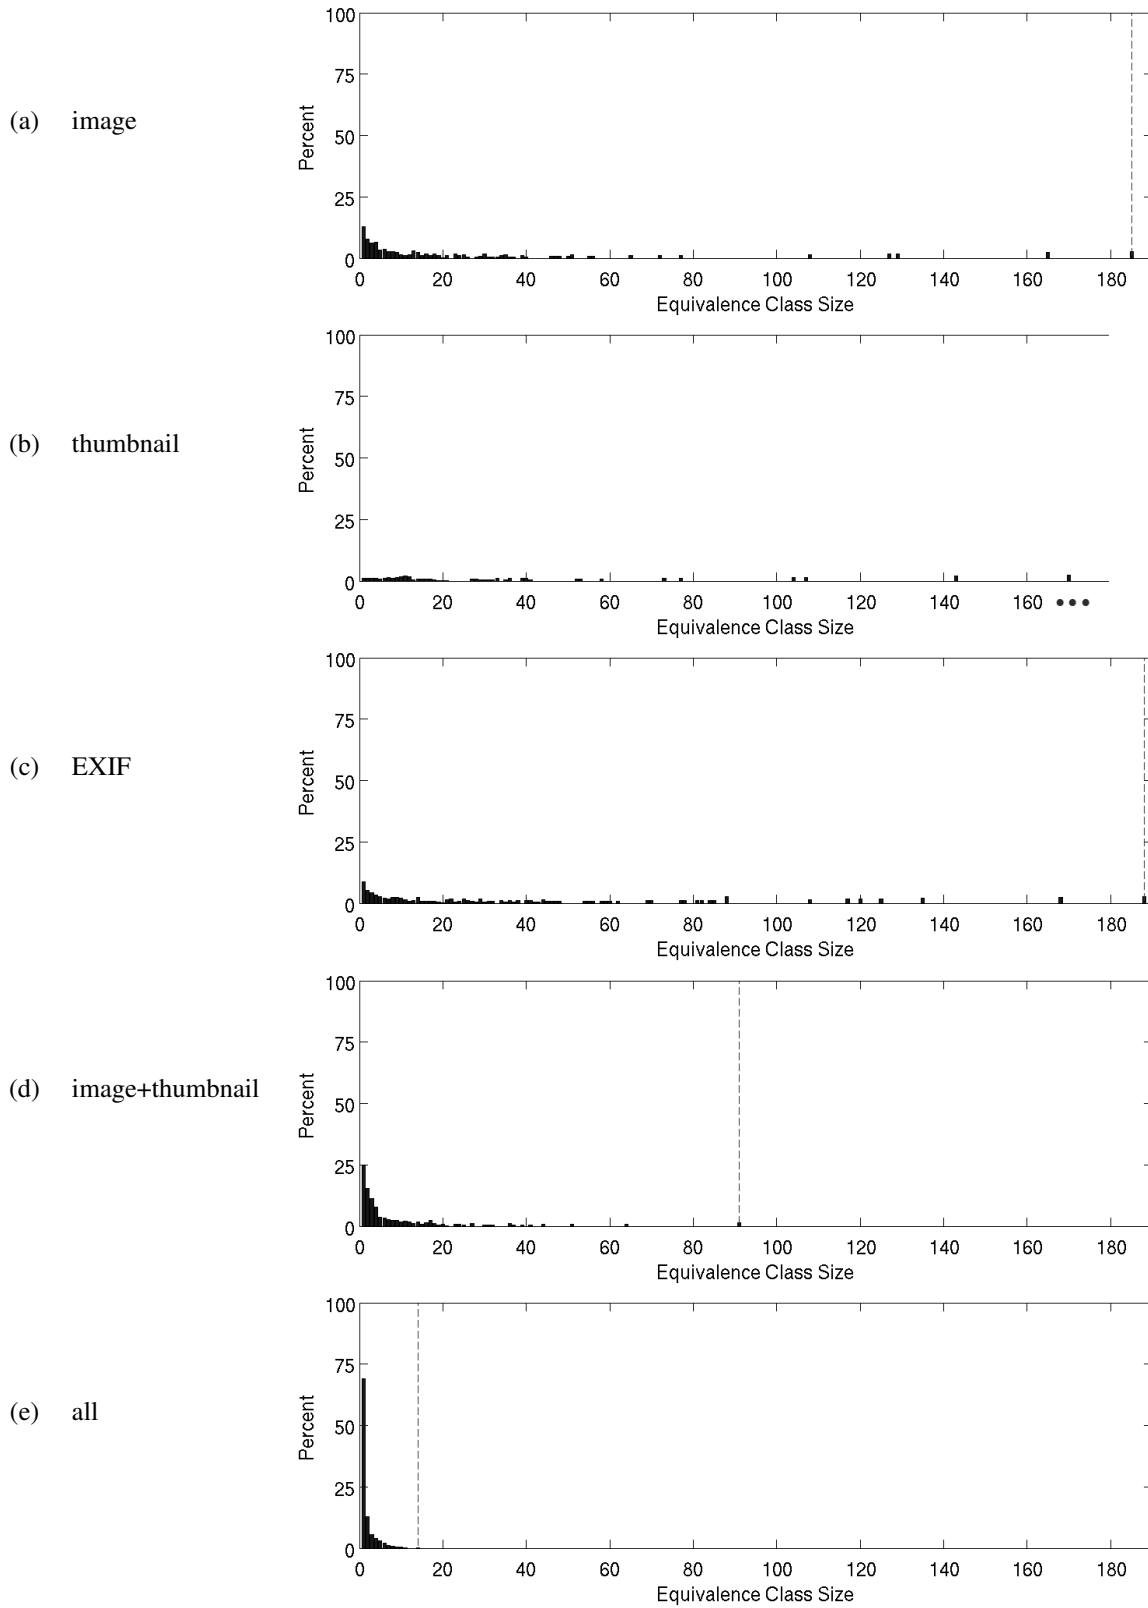 100
75
(a) image
Percent
50
25
0
0 20 40 60 80 100 120 140 160 180
Equivalence Class Size
100
75
(b) thumbnail
Percent
50
25
0
0 20 40 60 80 100 120 140 160 •••
Equivalence Class Size
100
75
(c) EXIF
Percent
50
25
0
0 20 40 60 80 100 120 140 160 180
Equivalence Class Size
100
75
(d) image+thumbnail
Percent
50
25
0
0 20 40 60 80 100 120 140 160 180
Equivalence Class Size
100
75
(e) all
Percent
50
25
0
0 20 40 60 80 100 120 140 160 180
Equivalence Class Size